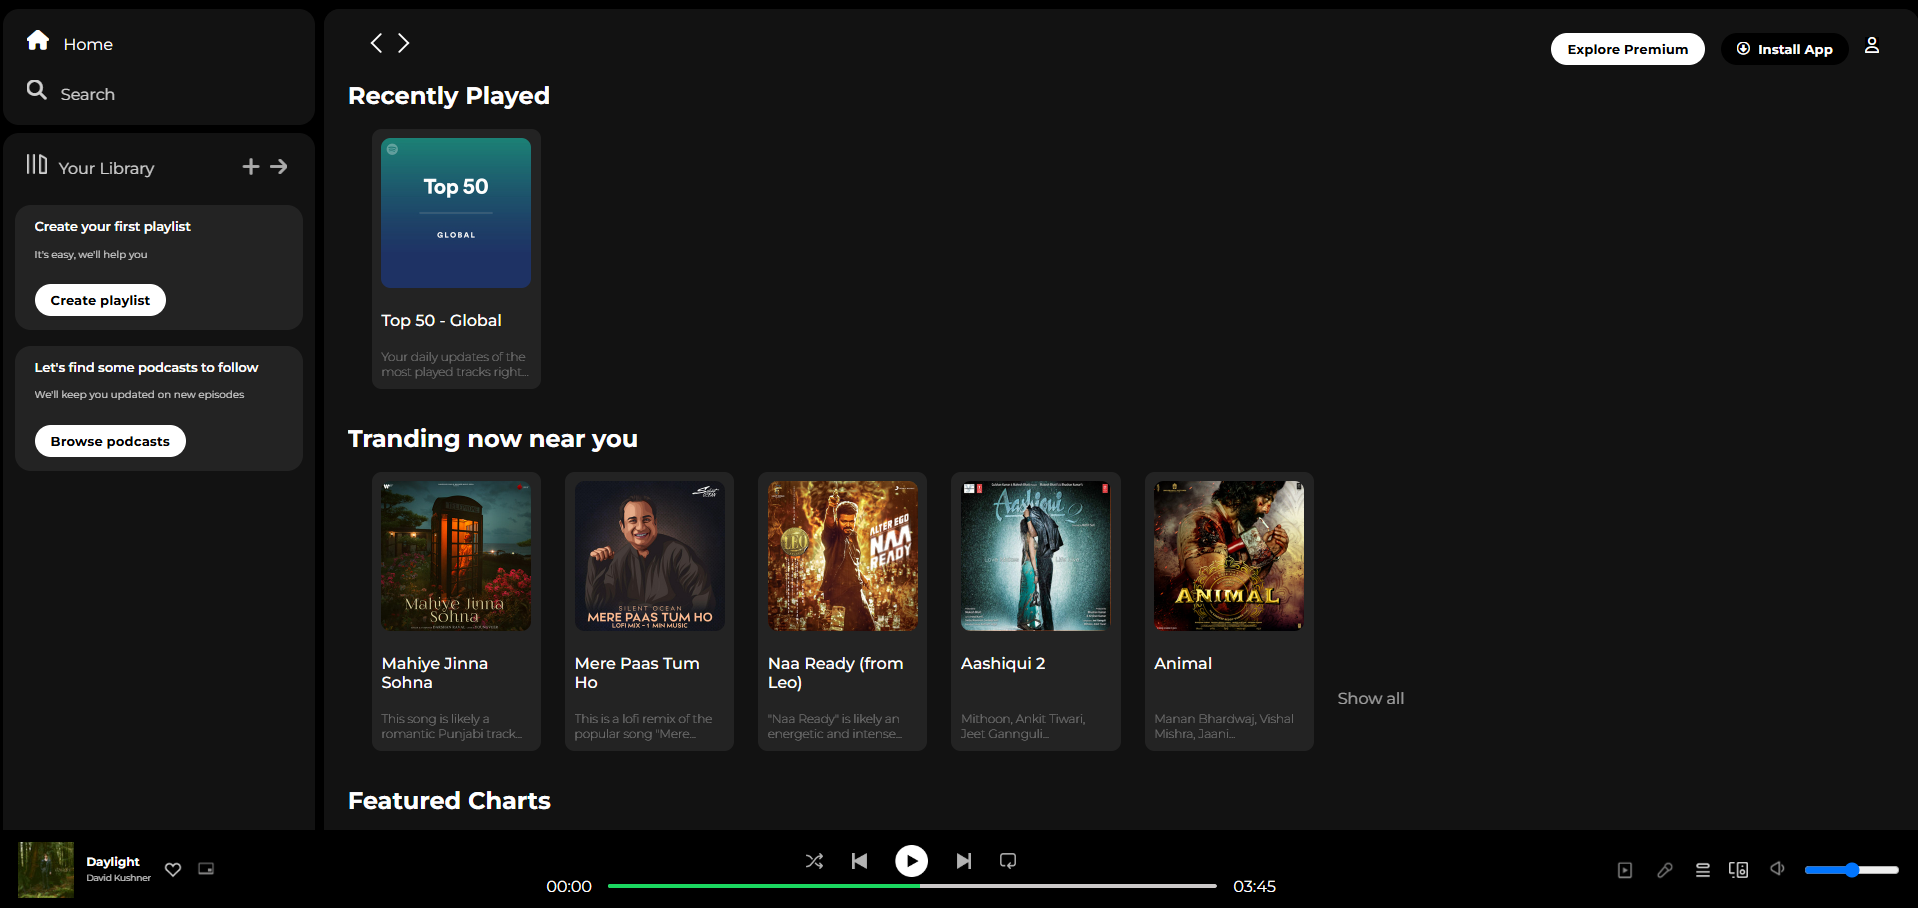 Home
Search
Your Library
Create your first playlist
It's easy, we'll help you
Create playlist
Let's find some podcasts to follow
We'll keep you updated on new episodes
Browse podcasts
Explore Premium
Install App
Recently Played
Top 50
GLOBAL
Top 50 - Global
Your daily updates of the
most played tracks right...
Tranding now near you
Mahiye Jinna
Sohna
Mahiye Jinna
Sohna
This song is likely a
romantic Punjabi track...
SILENT OCEAN
MERE PAAS TUM HO
LOFI MIX - 1 MIN MUSIC
Mere Paas Tum
Ho
This is a lofi remix of the
popular song "Mere...
LEO
ALTER EGO
NAA
READY
Naa Ready (from
Leo)
"Naa Ready" is likely an
energetic and intense...
Aashiqui 2
Aashiqui 2
Mithoon, Ankit Tiwari,
Jeet Gannguli...
ANIMAL
Animal
Manan Bhardwaj, Vishal
Mishra, Jaani...
Show all
Featured Charts
Daylight
David Kushner
00:00
03:45